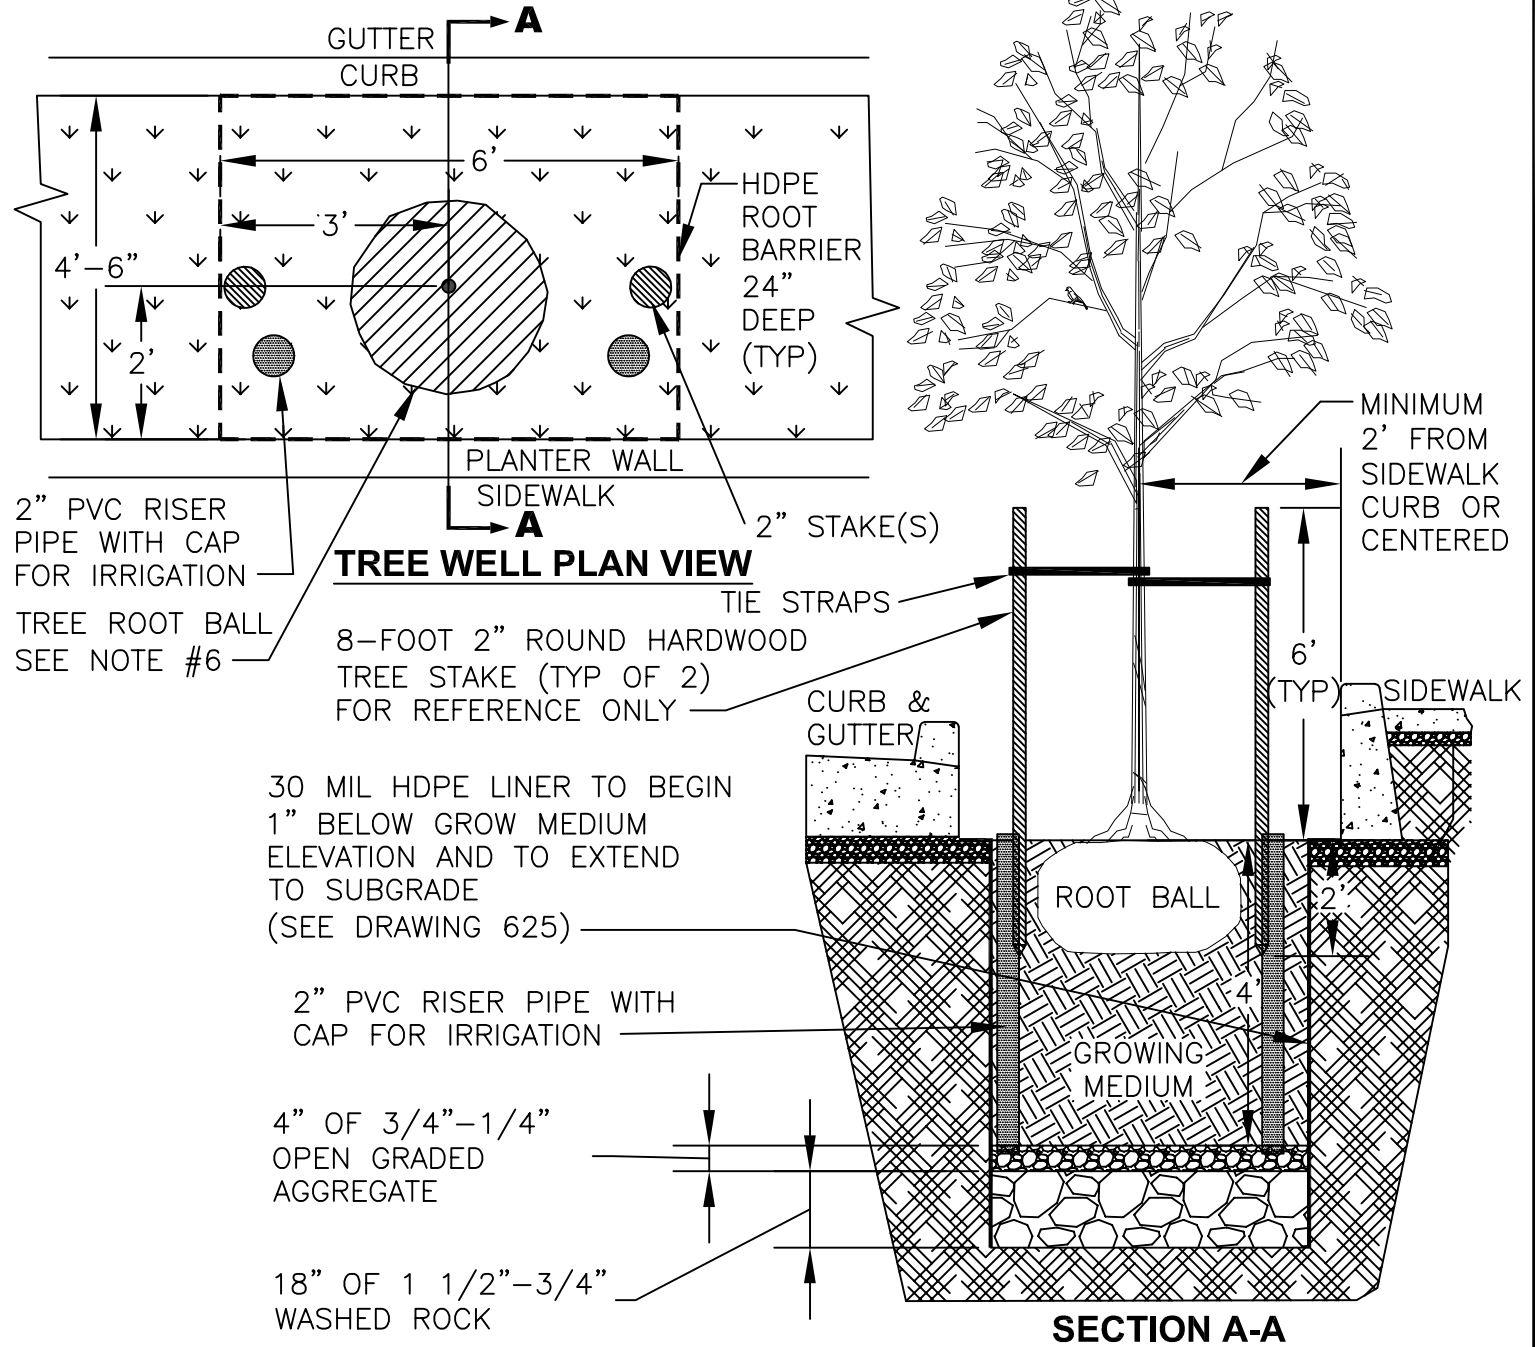 A
GUTTER
CURB
6'
3'
4'-6"
2'
HDPE
ROOT
BARRIER
24"
DEEP
(TYP)
PLANTER WALL
SIDEWALK
A
2" PVC RISER
PIPE WITH CAP
FOR IRRIGATION
TREE ROOT BALL
SEE NOTE #6
2" STAKE(S)
TREE WELL PLAN VIEW
MINIMUM
2' FROM
SIDEWALK
CURB OR
CENTERED
TIE STRAPS
8-FOOT 2" ROUND HARDWOOD
TREE STAKE (TYP OF 2)
FOR REFERENCE ONLY
6'
(TYP)
SIDEWALK
CURB &
GUTTER
30 MIL HDPE LINER TO BEGIN
1" BELOW GROW MEDIUM
ELEVATION AND TO EXTEND
TO SUBGRADE
(SEE DRAWING 625)
ROOT BALL
2'
4'
2" PVC RISER PIPE WITH
CAP FOR IRRIGATION
GROWING
MEDIUM
4" OF 3/4"-1/4"
OPEN GRADED
AGGREGATE
18" OF 1 1/2"-3/4"
WASHED ROCK
SECTION A-A